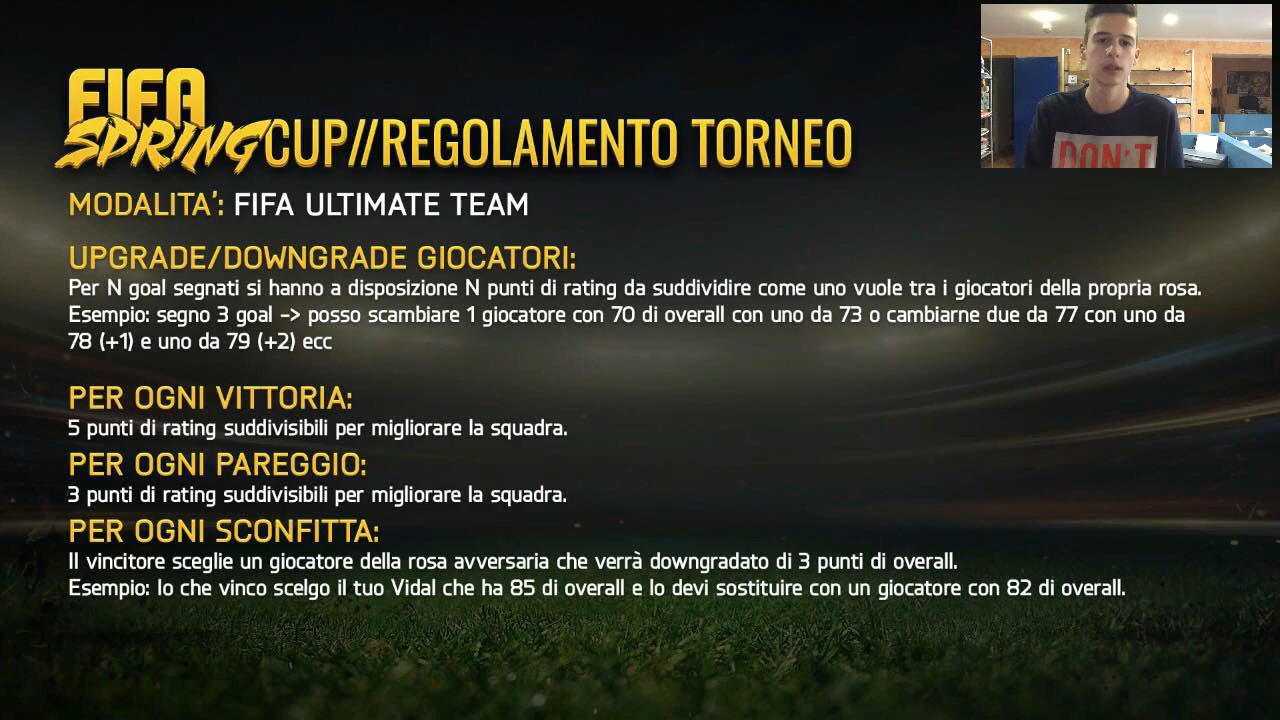 FIFA
SPRING CUP//REGOLAMENTO TORNEO
MODALITA': FIFA ULTIMATE TEAM
UPGRADE/DOWNGRADE GIOCATORI:
Per N goal segnati si hanno a disposizione N punti di rating da suddividire come uno vuole tra i giocatori della propria rosa.
Esempio: segno 3 goal -> posso scambiare 1 giocatore con 70 di overall con uno da 73 o cambiarne due da 77 con uno da
78 (+1) e uno da 79 (+2) ecc
PER OGNI VITTORIA:
5 punti di rating suddivisibili per migliorare la squadra.
PER OGNI PAREGGIO:
3 punti di rating suddivisibili per migliorare la squadra.
PER OGNI SCONFITTA:
Il vincitore sceglie un giocatore della rosa avversaria che verrà downgradato di 3 punti di overall.
Esempio: Io che vinco scelgo il tuo Vidal che ha 85 di overall e lo devi sostituire con un giocatore con 82 di overall.
DON'T